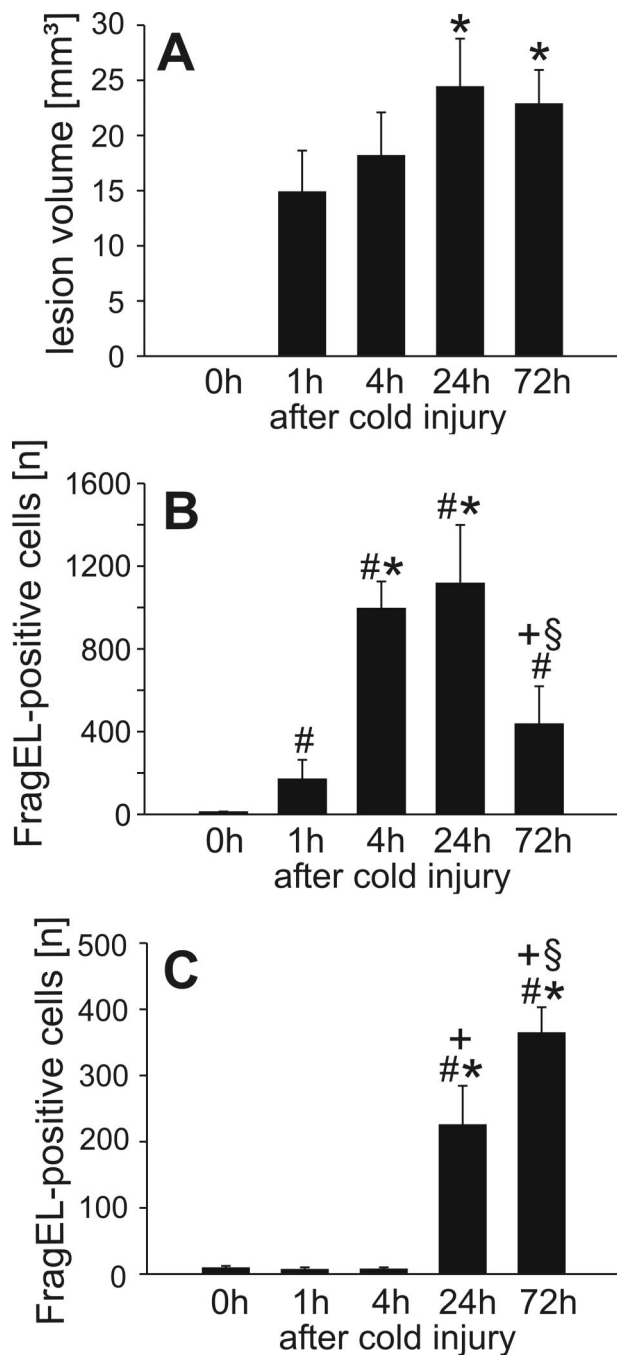 A
lesion volume [mm³]
30
25
20
15
10
5
0
* *
0h 1h 4h 24h 72h
after cold injury
B
FragEL-positive cells [n]
1600
1200
800
400
0
#
#*
#*
+§
#
0h 1h 4h 24h 72h
after cold injury
C
FragEL-positive cells [n]
500
400
300
200
100
0
+
#*
+§
#*
0h 1h 4h 24h 72h
after cold injury